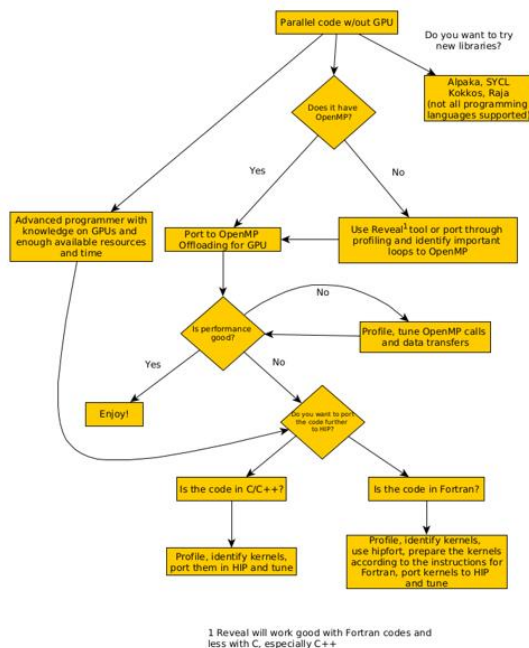 Parallel code w/out GPU
Do you want to try
new libraries?
Alpaka, SYCL
Kokkos, Raja
(not all programming
languages supported)
Does it have
OpenMP?
Yes
No
Advanced programmer with
knowledge on GPUs and
enough available resources
and time
Port to OpenMP
Offloading for GPU
Use Reveal¹ tool or port through
profiling and identify important
loops to OpenMP
No
Is performance
good?
Profile, tune OpenMP calls
and data transfers
Yes
No
Enjoy!
Do you want to port
the code further
to HIP?
Is the code in C/C++?
Is the code in Fortran?
Profile, identify kernels,
port them in HIP and tune
Profile, identify kernels,
use hipfort, prepare the kernels
according to the instructions for
Fortran, port kernels to HIP
and tune
1 Reveal will work good with Fortran codes and
less with C, especially C++